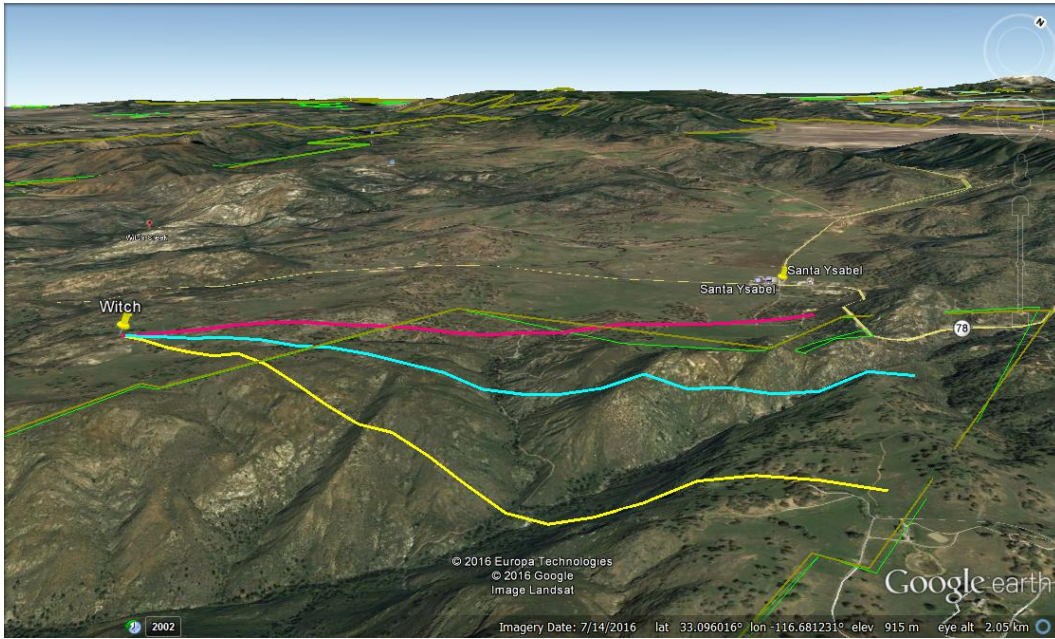 N
Santa Ysabel
Santa Ysabel
Witch
78
© 2016 Europa Technologies
© 2016 Google
Image Landsat
Google earth
2002
Imagery Date: 7/14/2016 lat 33.096016° lon -116.681231° elev 915 m eye alt 2.05 km